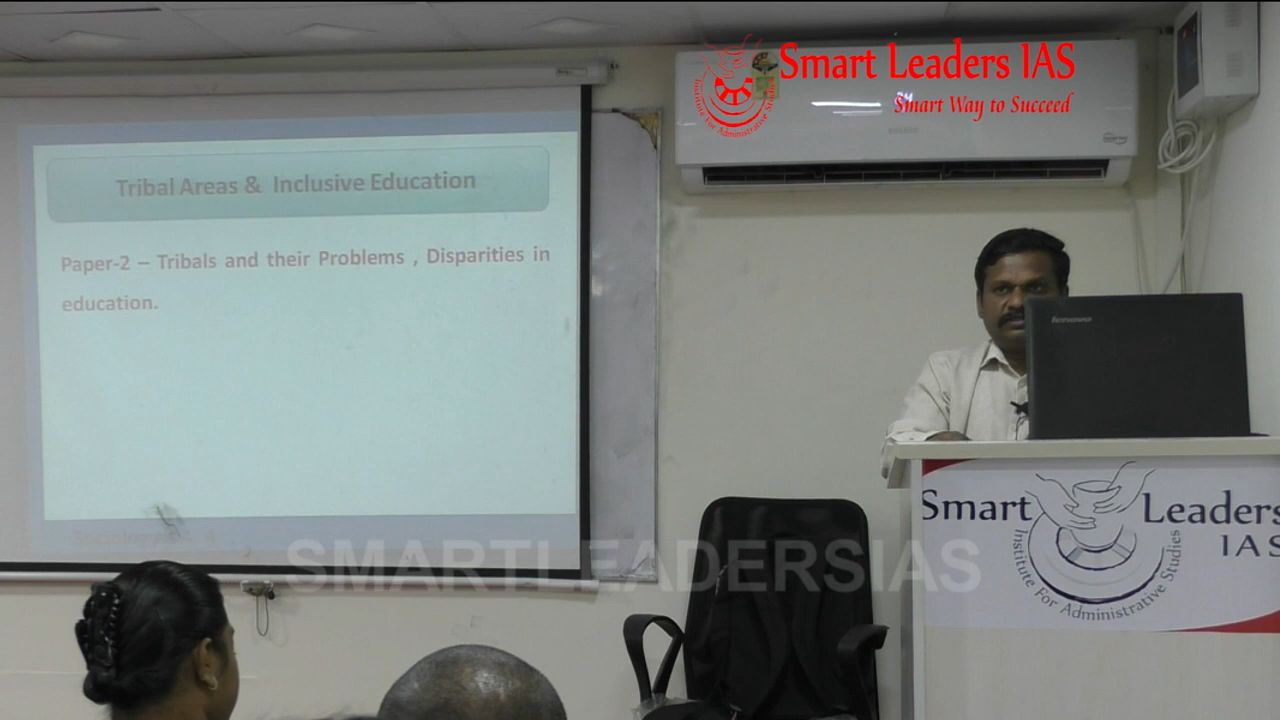 Smart Leaders IAS
Smart Way to Succeed
Institute For Administrative Studies
Tribal Areas & Inclusive Education
Paper-2 – Tribals and their Problems , Disparities in
education.
lenovo
Smart Leaders
IAS
Institute For Administrative Studies
SMARTLEADERSIAS